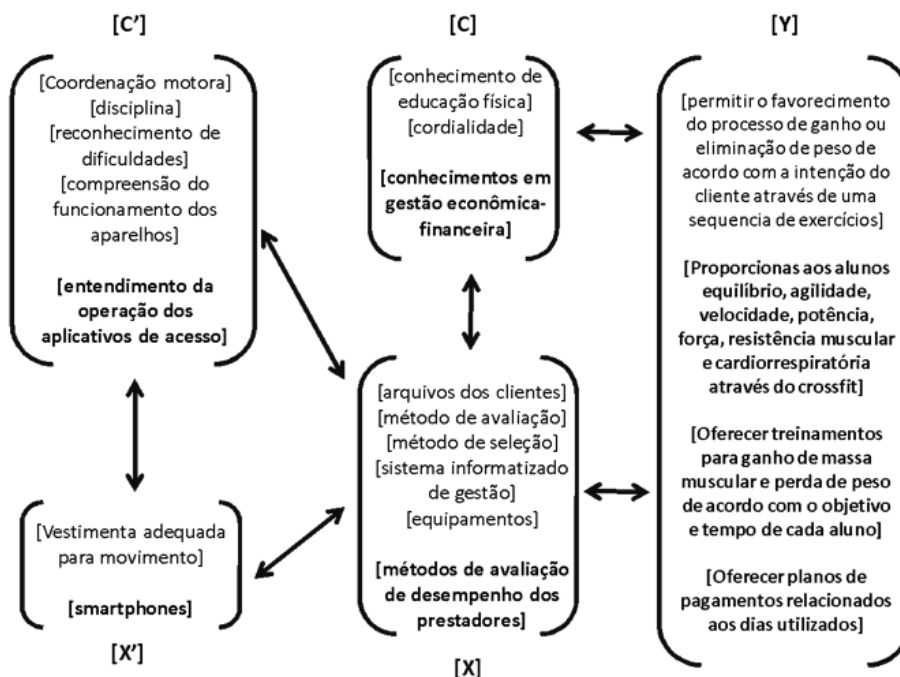 [C']
[Coordenação motora]
[disciplina]
[reconhecimento de
dificuldades]
[compreensão do
funcionamento dos
aparelhos]
[entendimento da
operação dos
aplicativos de acesso]
[Vestimenta adequada
para movimento]
[smartphones]
[X']
[C]
[conhecimento de
educação física]
[cordialidade]
[conhecimentos em
gestão econômica-
financeira]
[arquivos dos clientes]
[método de avaliação]
[método de seleção]
[sistema informatizado
de gestão]
[equipamentos]
[métodos de avaliação
de desempenho dos
prestadores]
[X]
[Y]
[permitir o favorecimento
do processo de ganho ou
eliminação de peso de
acordo com a intenção do
cliente através de uma
sequencia de exercícios]
[Proporcionas aos alunos
equilíbrio, agilidade,
velocidade, potência,
força, resistência muscular
e cardiorrespiratória
através do crossfit]
[Oferecer treinamentos
para ganho de massa
muscular e perda de peso
de acordo com o objetivo
e tempo de cada aluno]
[Oferecer planos de
pagamentos relacionados
aos dias utilizados]